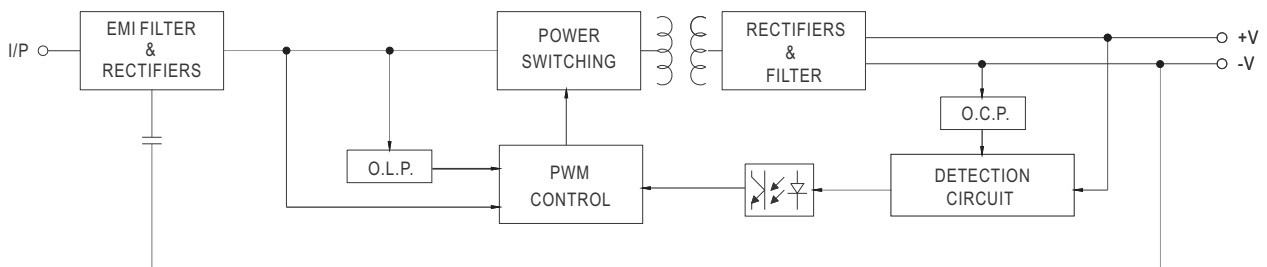 I/P
EMI FILTER
&
RECTIFIERS
POWER
SWITCHING
RECTIFIERS
&
FILTER
+V
-V
O.C.P.
O.L.P.
PWM
CONTROL
DETECTION
CIRCUIT